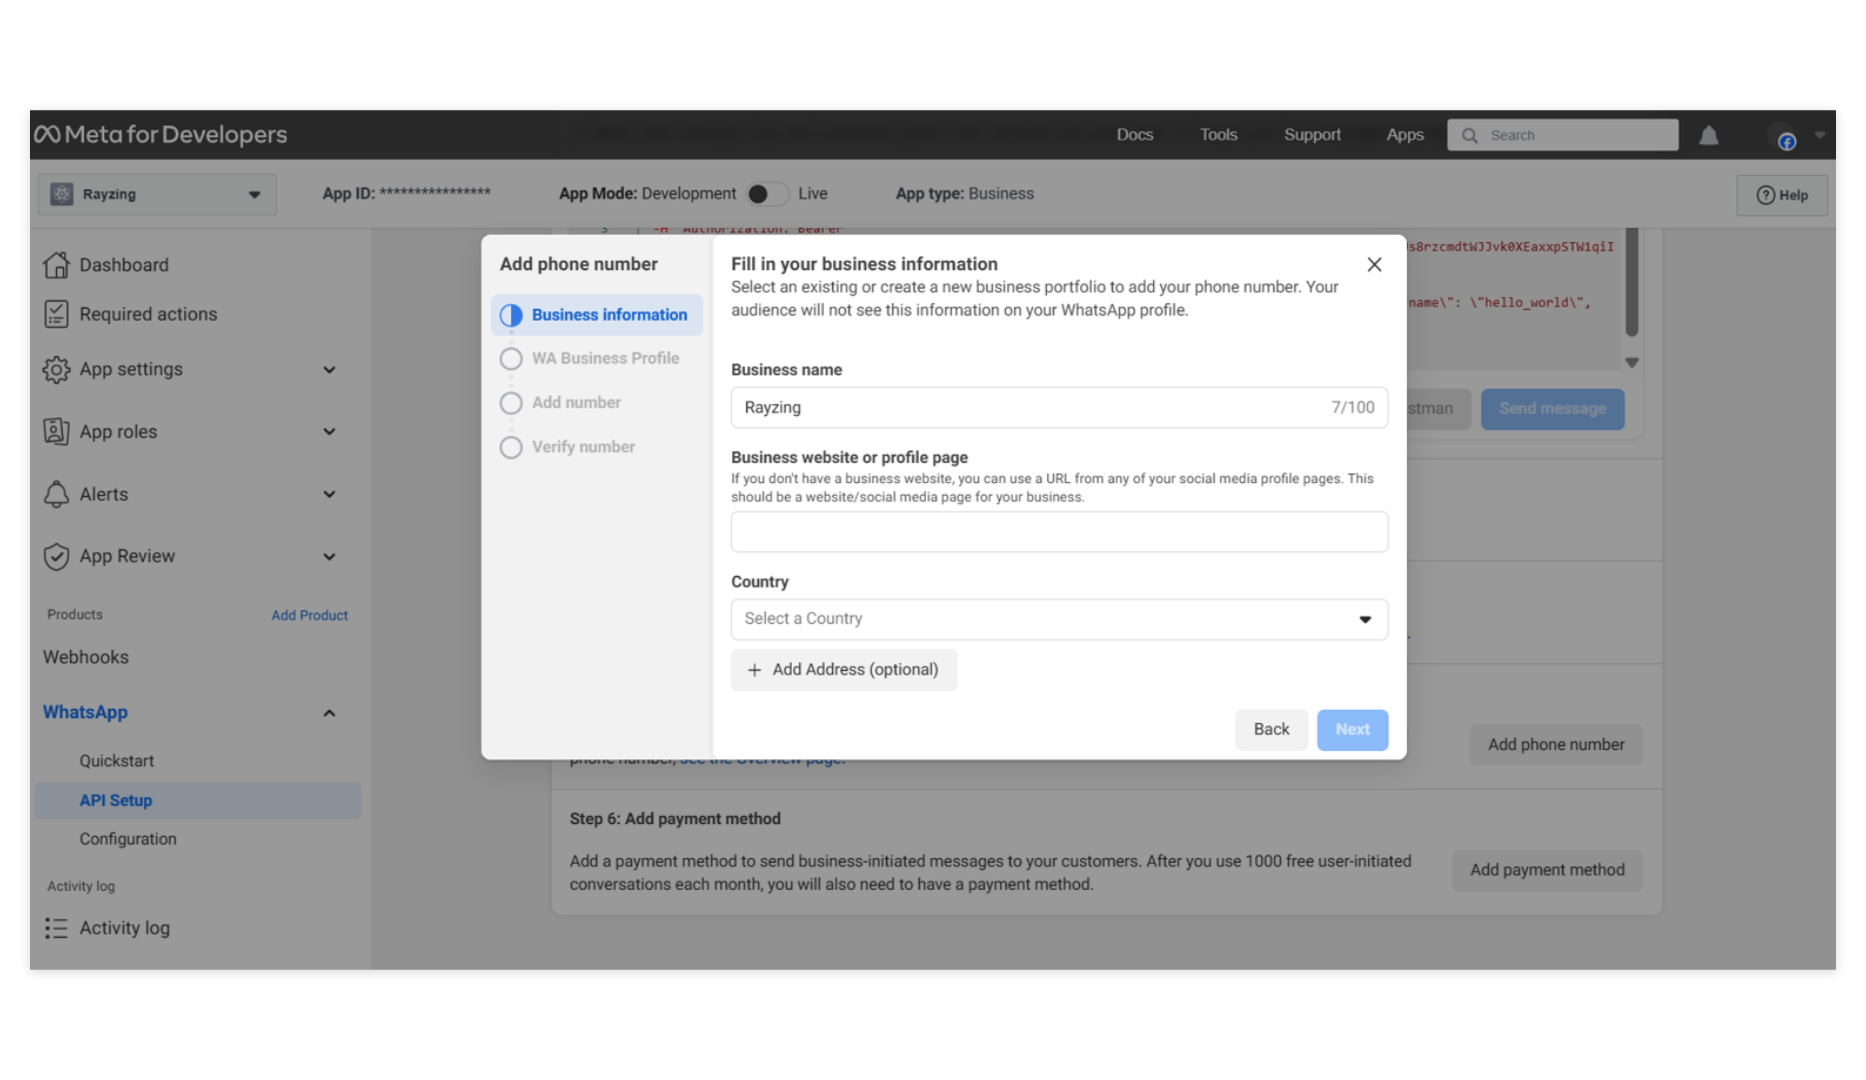 Meta for Developers
Docs
Tools
Support
Apps
Search
Rayzing
App ID: ****************
App Mode: Development
Live
App type: Business
Help
Dashboard
Required actions
App settings
App roles
Alerts
App Review
Products
Add Product
Webhooks
WhatsApp
Quickstart
API Setup
Configuration
Activity log
Activity log
Add phone number
Business information
WA Business Profile
Add number
Verify number
Fill in your business information
Select an existing or create a new business portfolio to add your phone number. Your
audience will not see this information on your WhatsApp profile.
Business name
Rayzing
7/100
Business website or profile page
If you don't have a business website, you can use a URL from any of your social media profile pages. This
should be a website/social media page for your business.
Country
Select a Country
+ Add Address (optional)
Back
Next
name\": \"hello_world\",
stman
Send message
phone number, see the Overview page.
Add phone number
Step 6: Add payment method
Add a payment method to send business-initiated messages to your customers. After you use 1000 free user-initiated
conversations each month, you will also need to have a payment method.
Add payment method